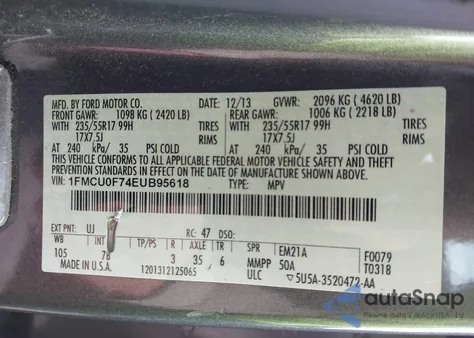 MFD. BY FORD MOTOR CO. 12/13 GVWR: 2096 KG (4620 LB)
FRONT GAWR: 1098 KG (2420 LB) REAR GAWR: 1006 KG (2218 LB)
WITH WITH
235/55R17 99H TIRES 235/55R17 99H TIRES
17X7.5J RIMS 17X7.5J RIMS
AT 240 kPa/ 35 PSI COLD AT 240 kPa/ 35 PSI COLD
THIS VEHICLE CONFORMS TO ALL APPLICABLE FEDERAL MOTOR VEHICLE SAFETY AND THEFT
PREVENTION STANDARDS IN EFFECT ON THE DATE OF MANUFACTURE SHOWN ABOVE.
VIN: 1FMCU0F74EUB95618 TYPE: MPV
EXT PNT: UJ RC: 47 DSO:
WB INT TP/PS R AXLE TR SPR EM21A F0079
105 7B 3 35 6 MMPP 50A T0318
MADE IN U.S.A. 1201312125065 ULC 5U5A-3520472-AA
autoSnap